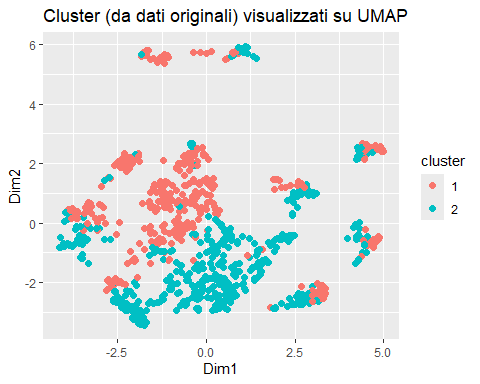 Cluster (da dati originali) visualizzati su UMAP
6
4
2
0
-2
Dim2
-2.5
0.0
2.5
5.0
Dim1
cluster
1
2